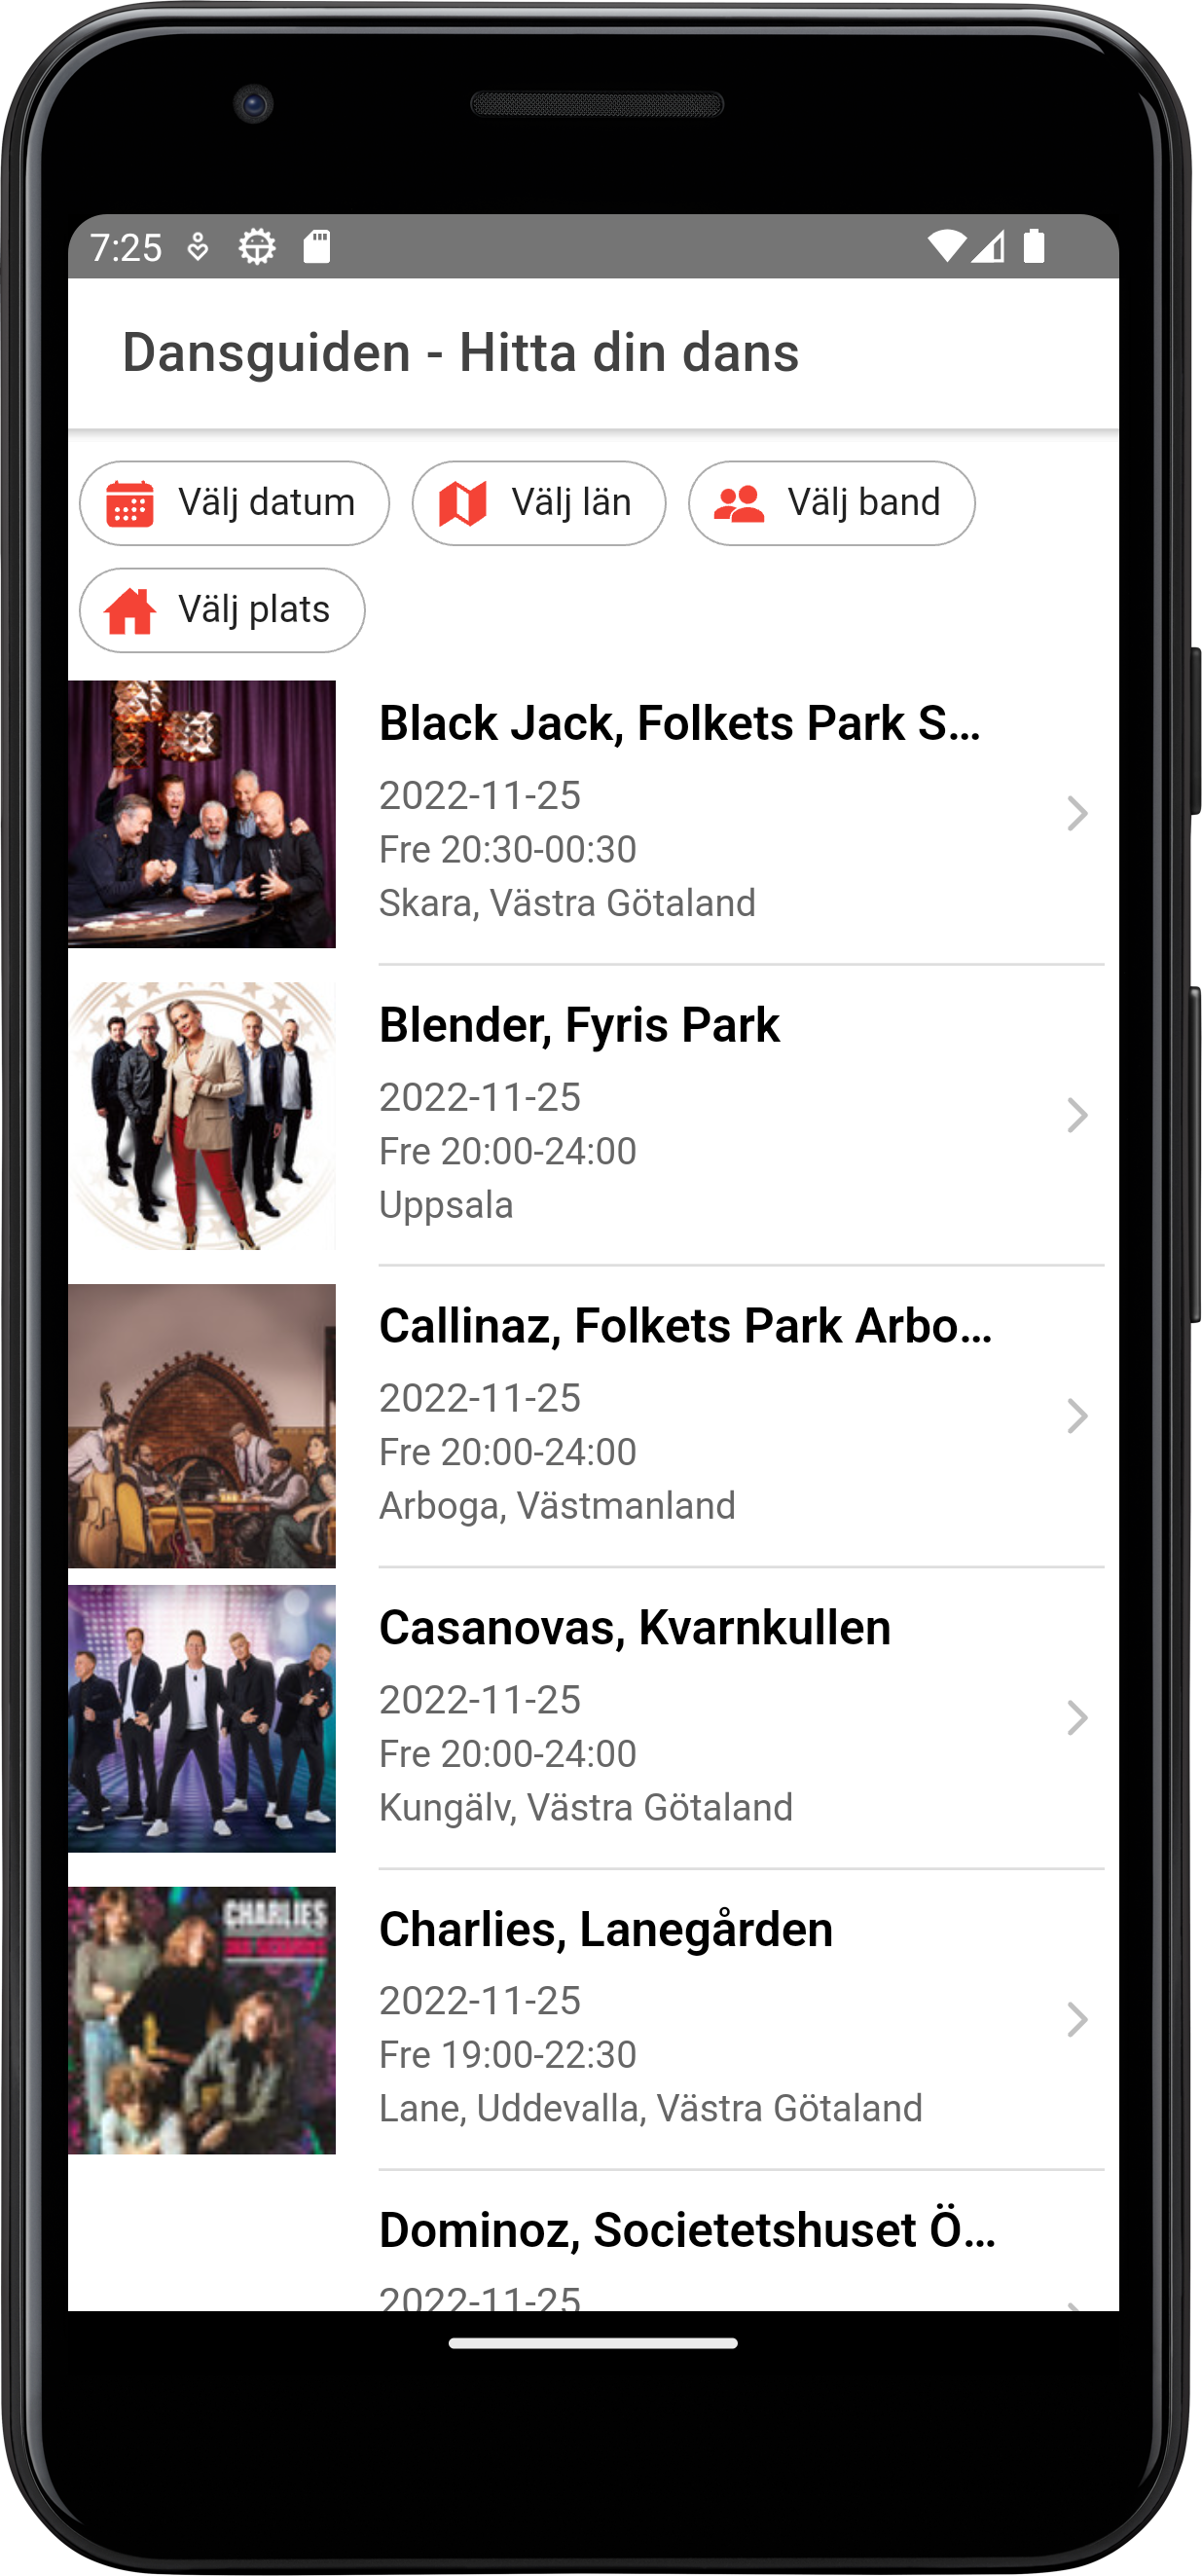 7:25
Dansguiden - Hitta din dans
Välj datum
Välj län
Välj band
Välj plats
Black Jack, Folkets Park S...
2022-11-25
Fre 20:30-00:30
Skara, Västra Götaland
Blender, Fyris Park
2022-11-25
Fre 20:00-24:00
Uppsala
Callinaz, Folkets Park Arbo...
2022-11-25
Fre 20:00-24:00
Arboga, Västmanland
Casanovas, Kvarnkullen
2022-11-25
Fre 20:00-24:00
Kungälv, Västra Götaland
CHARLIES
Charlies, Lanegården
2022-11-25
Fre 19:00-22:30
Lane, Uddevalla, Västra Götaland
Dominoz, Societetshuset Ö...
2022-11-25